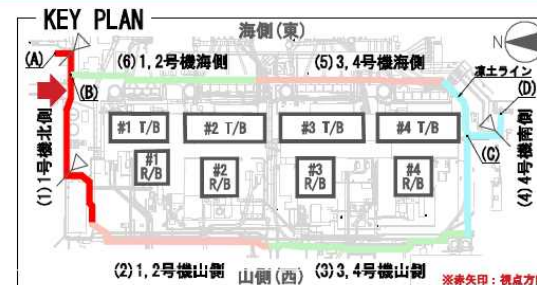 KEY PLAN
海側(東)
N
(A)
(6)1,2号機海側
(5)3,4号機海側
凍土ライン
(B)
(D)
#1 T/B
#2 T/B
#3 T/B
#4 T/B
(1)1号機北側
#1
R/B
#2
R/B
#3
R/B
#4
R/B
(C)
(4)4号機南側
(2)1,2号機山側
山側(西)
(3)3,4号機山側
※赤矢印:視点方向